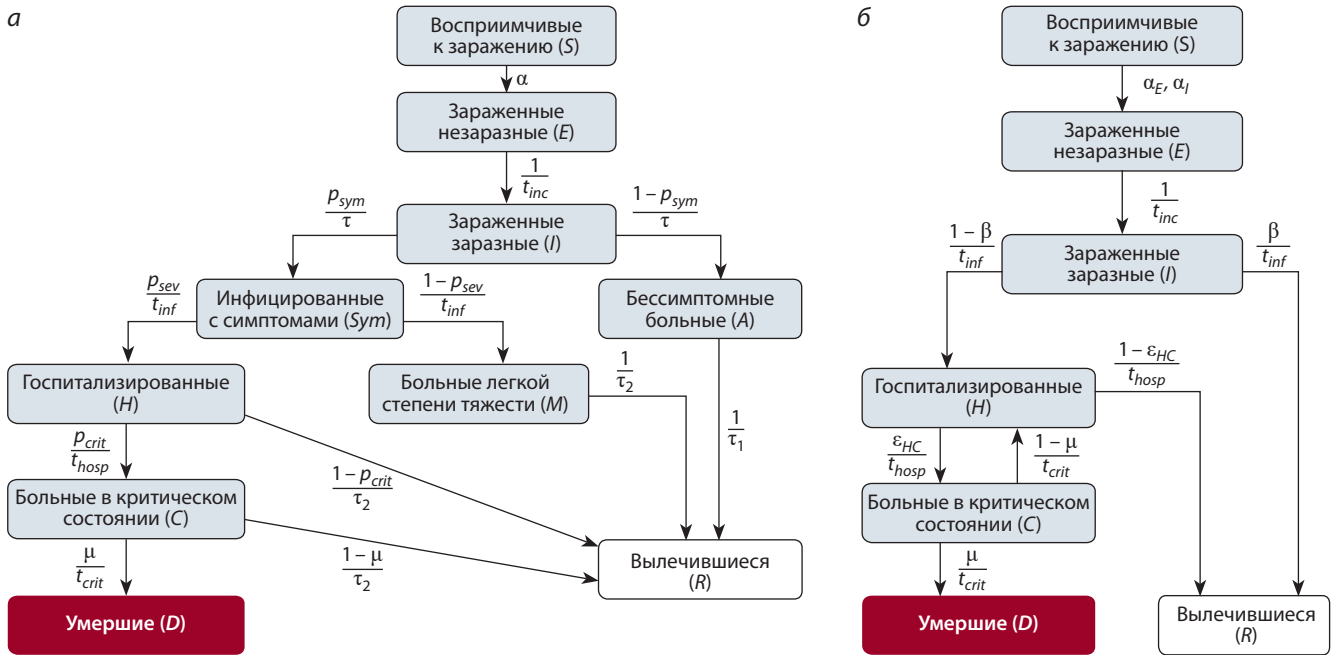 а
Восприимчивые
к заражению (S)
α
Зараженные
незаразные (E)
1
t_inc
p_sym
τ
Зараженные
заразные (I)
1 – p_sym
τ
p_sev
t_inf
Инфицированные
с симптомами (Sym)
1 – p_sev
t_inf
Бессимптомные
больные (A)
Госпитализированные
(H)
Больные легкой
степени тяжести (M)
1
τ_2
1
τ_1
p_crit
t_hosp
1 – p_crit
τ_2
Больные в критическом
состоянии (C)
μ
t_crit
1 – μ
τ_2
Вылечившиеся
(R)
Умершие (D)
б
Восприимчивые
к заражению (S)
α_E, α_I
Зараженные
незаразные (E)
1
t_inc
1 – β
t_inf
Зараженные
заразные (I)
β
t_inf
Госпитализированные
(H)
1 – ε_HC
t_hosp
ε_HC
t_hosp
1 – μ
t_crit
Больные в критическом
состоянии (C)
μ
t_crit
Умершие (D)
Вылечившиеся
(R)